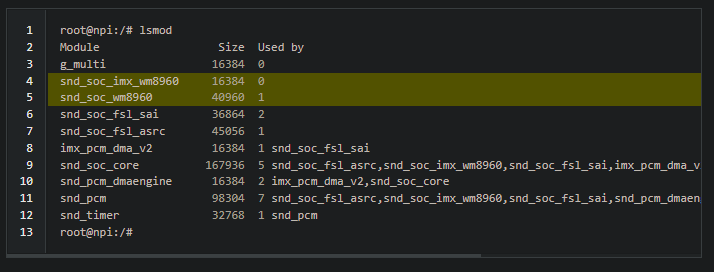 1 root@npi:/# lsmod
2 Module                  Size  Used by
3 g_multi                16384  0
4 snd_soc_imx_wm8960     16384  0
5 snd_soc_wm8960         40960  1
6 snd_soc_fsl_sai        36864  2
7 snd_soc_fsl_asrc       45056  1
8 imx_pcm_dma_v2         16384  1 snd_soc_fsl_sai
9 snd_soc_core          167936  5 snd_soc_fsl_asrc,snd_soc_imx_wm8960,snd_soc_fsl_sai,imx_pcm_dma_v
10 snd_pcm_dmaengine      16384  2 imx_pcm_dma_v2,snd_soc_core
11 snd_pcm                98304  7 snd_soc_fsl_asrc,snd_soc_imx_wm8960,snd_soc_fsl_sai,snd_pcm_dmaen
12 snd_timer              32768  1 snd_pcm
13 root@npi:/#